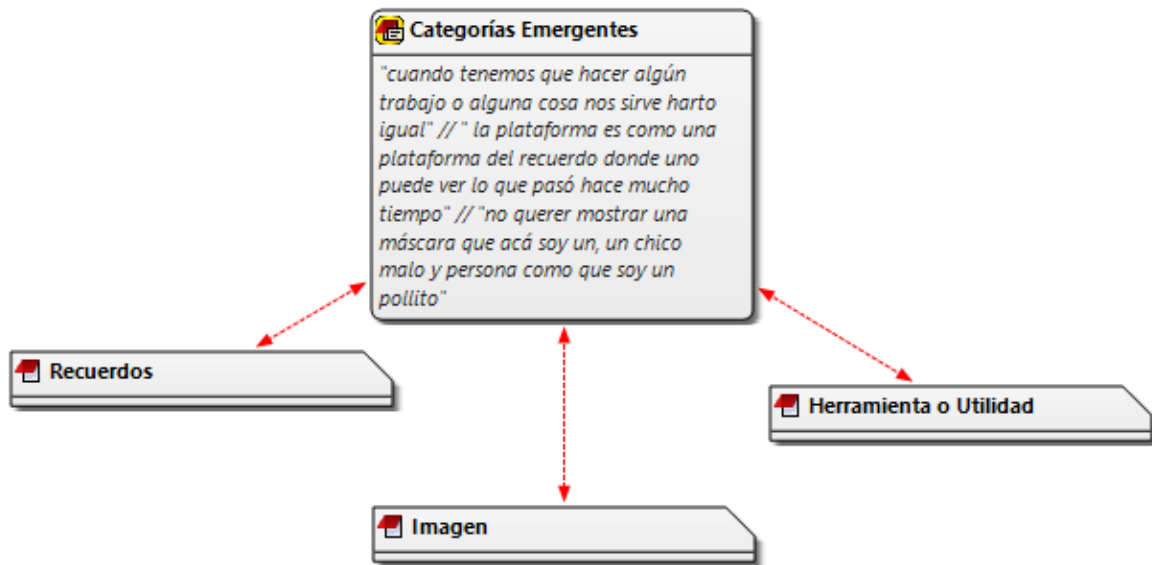 Categorías Emergentes
"cuando tenemos que hacer algún
trabajo o alguna cosa nos sirve harto
igual" // " la plataforma es como una
plataforma del recuerdo donde uno
puede ver lo que pasó hace mucho
tiempo" // "no querer mostrar una
máscara que acá soy un, un chico
malo y persona como que soy un
pollito"
Recuerdos
Herramienta o Utilidad
Imagen